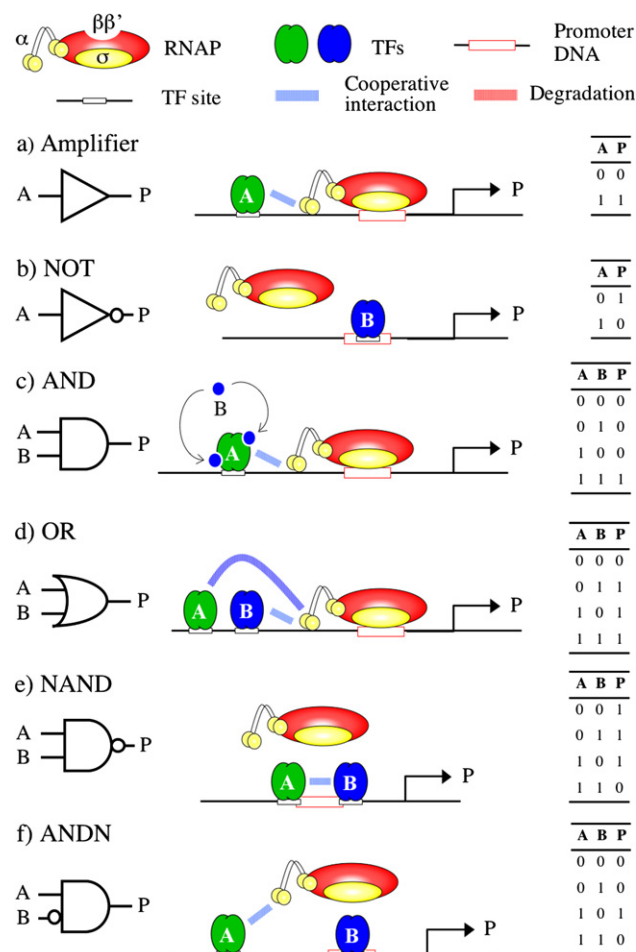 ββ'
α
σ
RNAP
TFs
Promoter
DNA
TF site
Cooperative
interaction
Degradation
a) Amplifier
A P
A
P
A P
0 0
1 1
b) NOT
A P
B
P
A P
0 1
1 0
c) AND
A
B
P
B
A
P
A B P
0 0 0
0 1 0
1 0 0
1 1 1
d) OR
A
B
P
A B
P
A B P
0 0 0
0 1 1
1 0 1
1 1 1
e) NAND
A
B
P
A B
P
A B P
0 0 1
0 1 1
1 0 1
1 1 0
f) ANDN
A
B
P
A B
P
A B P
0 0 0
0 1 0
1 0 1
1 1 0